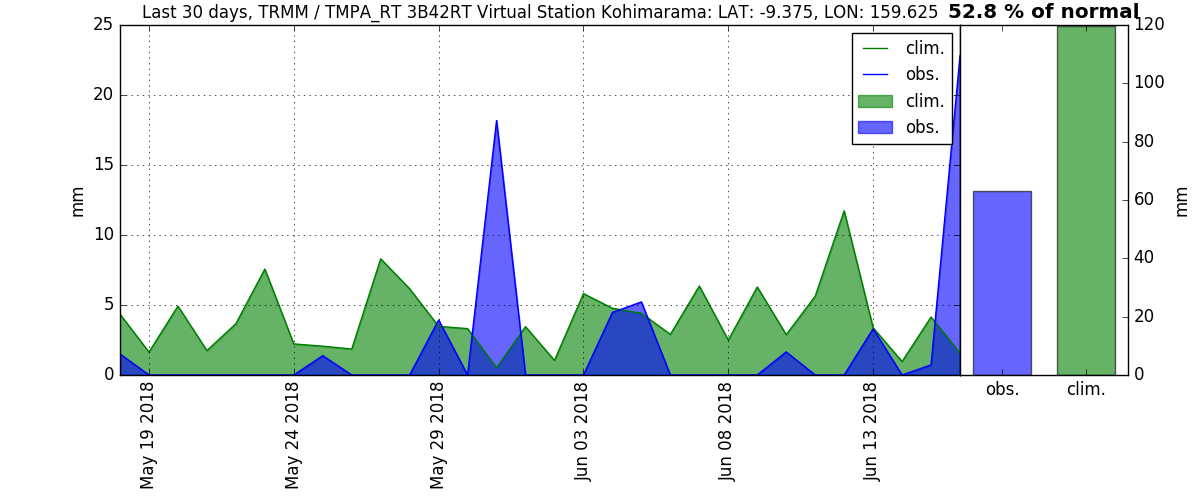 Last 30 days, TRMM / TMPA_RT 3B42RT Virtual Station Kohimarama: LAT: -9.375, LON: 159.625 52.8 % of normal
25
20
15
10
5
0
mm
clim.
obs.
clim.
obs.
May 19 2018
May 24 2018
May 29 2018
Jun 03 2018
Jun 08 2018
Jun 13 2018
120
100
80
60
40
20
0
mm
obs.
clim.